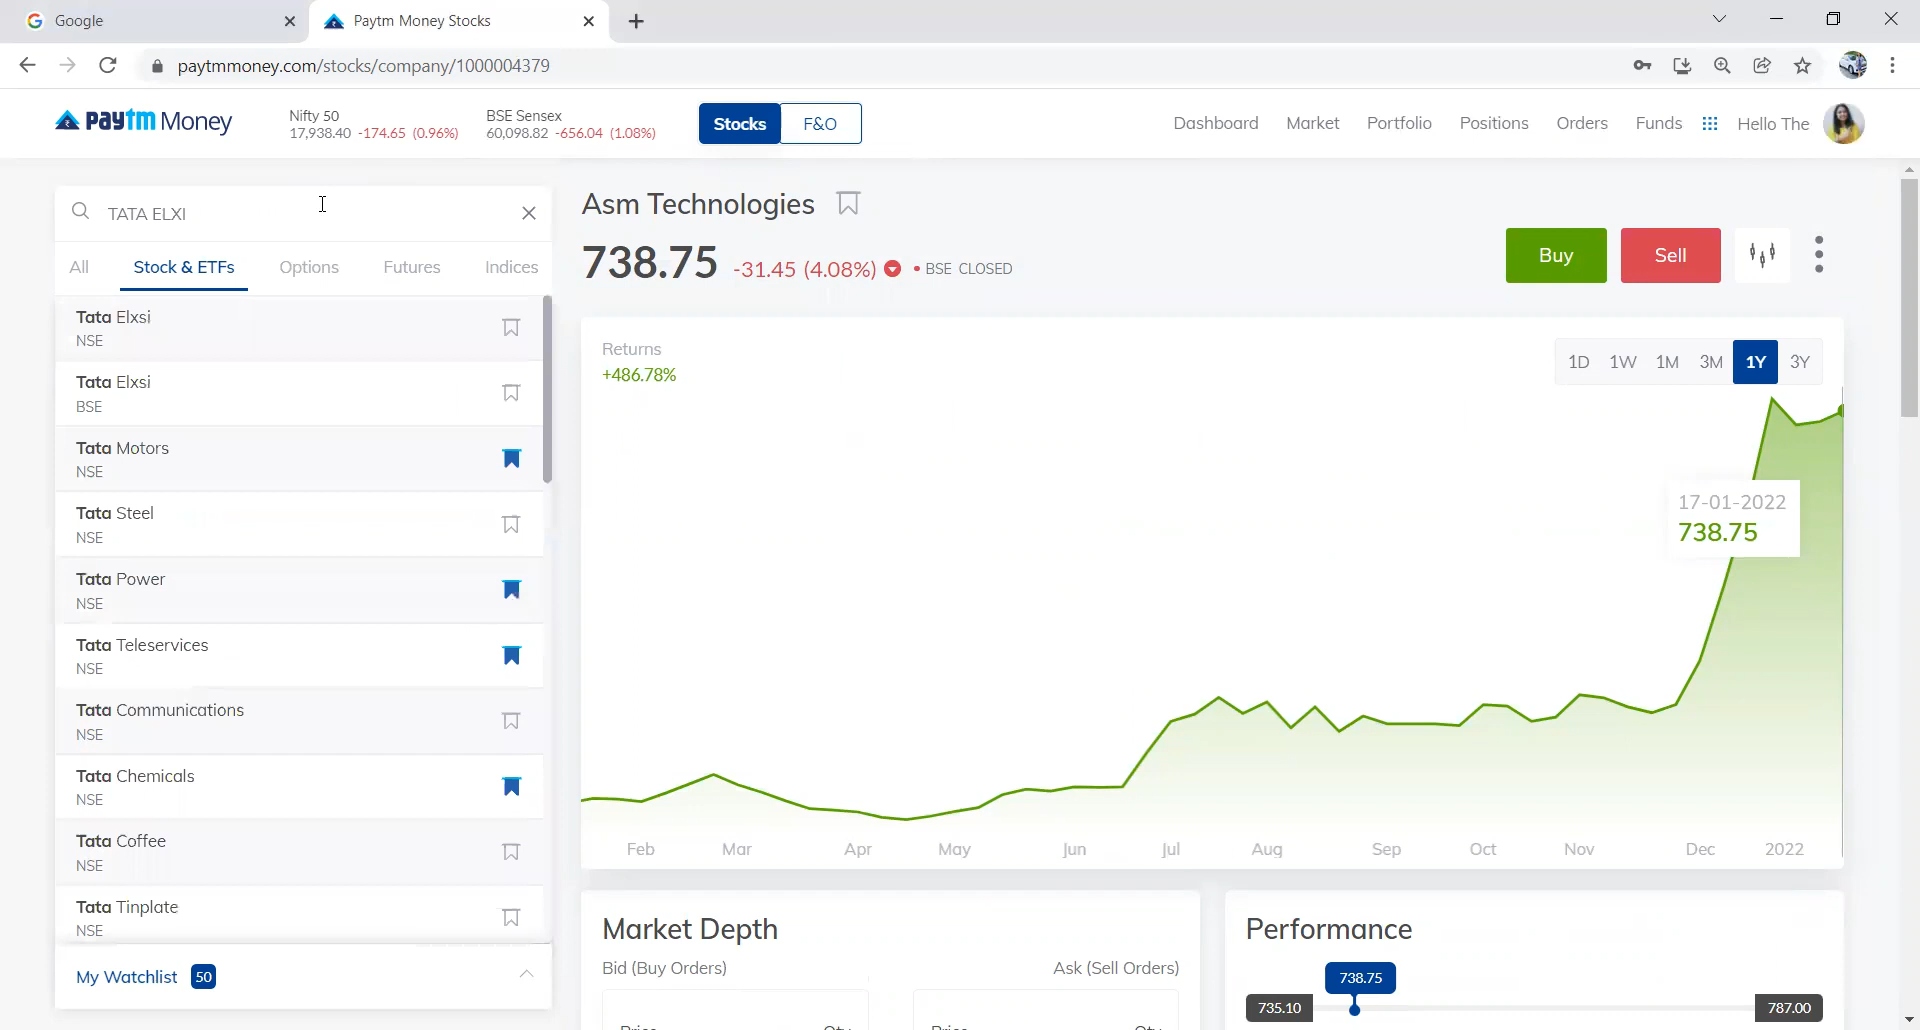 Google
Paytm Money Stocks
paytmmoney.com/stocks/company/1000004379
paytm Money
Nifty 50
17,938.40 -174.65 (0.96%)
BSE Sensex
60,098.82 -656.04 (1.08%)
Stocks
F&O
Dashboard
Market
Portfolio
Positions
Orders
Funds
Hello The
TATA ELXI
All
Stock & ETFs
Options
Futures
Indices
Tata Elxsi
NSE
Tata Elxsi
BSE
Tata Motors
NSE
Tata Steel
NSE
Tata Power
NSE
Tata Teleservices
NSE
Tata Communications
NSE
Tata Chemicals
NSE
Tata Coffee
NSE
Tata Tinplate
NSE
My Watchlist 50
Asm Technologies
738.75 -31.45 (4.08%) • BSE CLOSED
Buy
Sell
Returns
+486.78%
1D 1W 1M 3M 1Y 3Y
17-01-2022
738.75
Feb Mar Apr May Jun Jul Aug Sep Oct Nov Dec 2022
Market Depth
Bid (Buy Orders)
Ask (Sell Orders)
Price Qty Price Qty
Performance
738.75
735.10
787.00